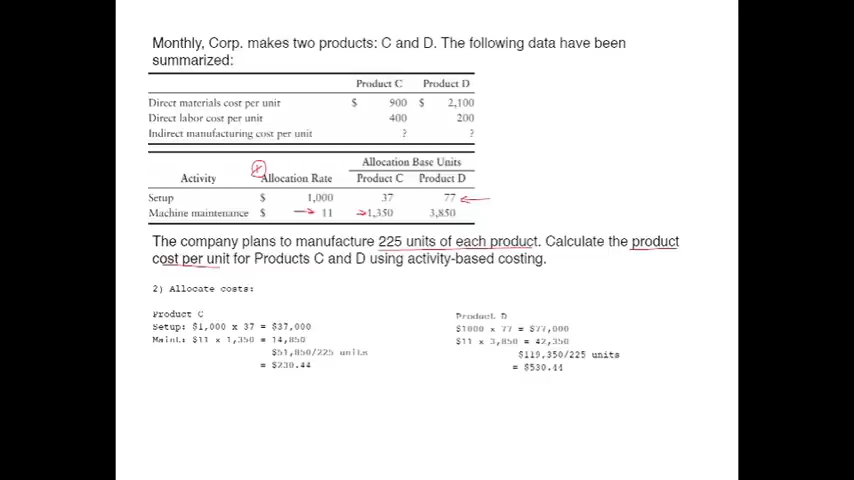 Monthly, Corp. makes two products: C and D. The following data have been
summarized:
Product C Product D
Direct materials cost per unit $ 900 $ 2,100
Direct labor cost per unit 400 200
Indirect manufacturing cost per unit ? ?
Allocation Base Units
Activity Allocation Rate Product C Product D
Setup $ 1,000 37 77
Machine maintenance $ 11 1,350 3,850
The company plans to manufacture 225 units of each product. Calculate the product
cost per unit for Products C and D using activity-based costing.
2) Allocate costs:
Product C
Setup: $1,000 x 37 = $37,000
Maint: $11 x 1,350 = 14,850
$51,850/225 units
= $230.44
Product D
$1000 x 77 = $77,000
$11 x 3,850 = 42,350
$119,350/225 units
= $530.44